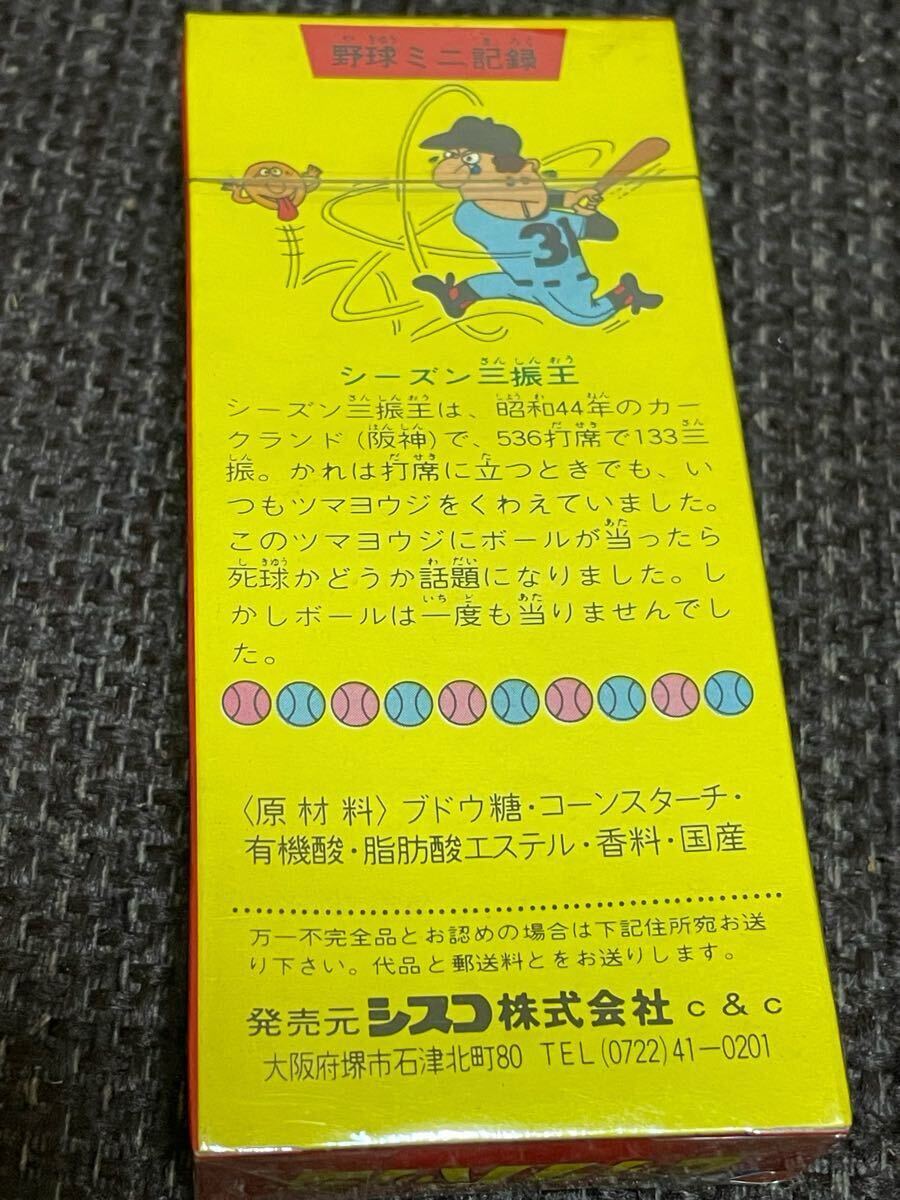 野球ミニ記録
31
シーズン三振王
シーズン三振王は、昭和44年のカー
クランド(阪神)で、536打席で133三
振。かれは打席に立つときでも、い
つもツマヨウジをくわえていました。
このツマヨウジにボールが当ったら
死球かどうか話題になりました。し
かしボールは一度も当りませんでし
た。
〈原材料〉ブドウ糖・コーンスターチ・
有機酸・脂肪酸エステル・香料・国産
万一不完全品とお認めの場合は下記住所宛お送
り下さい。代品と郵送料とをお送りします。
発売元 シスコ株式会社 c & c
大阪府堺市石津北町80 TEL(0722)41-0201